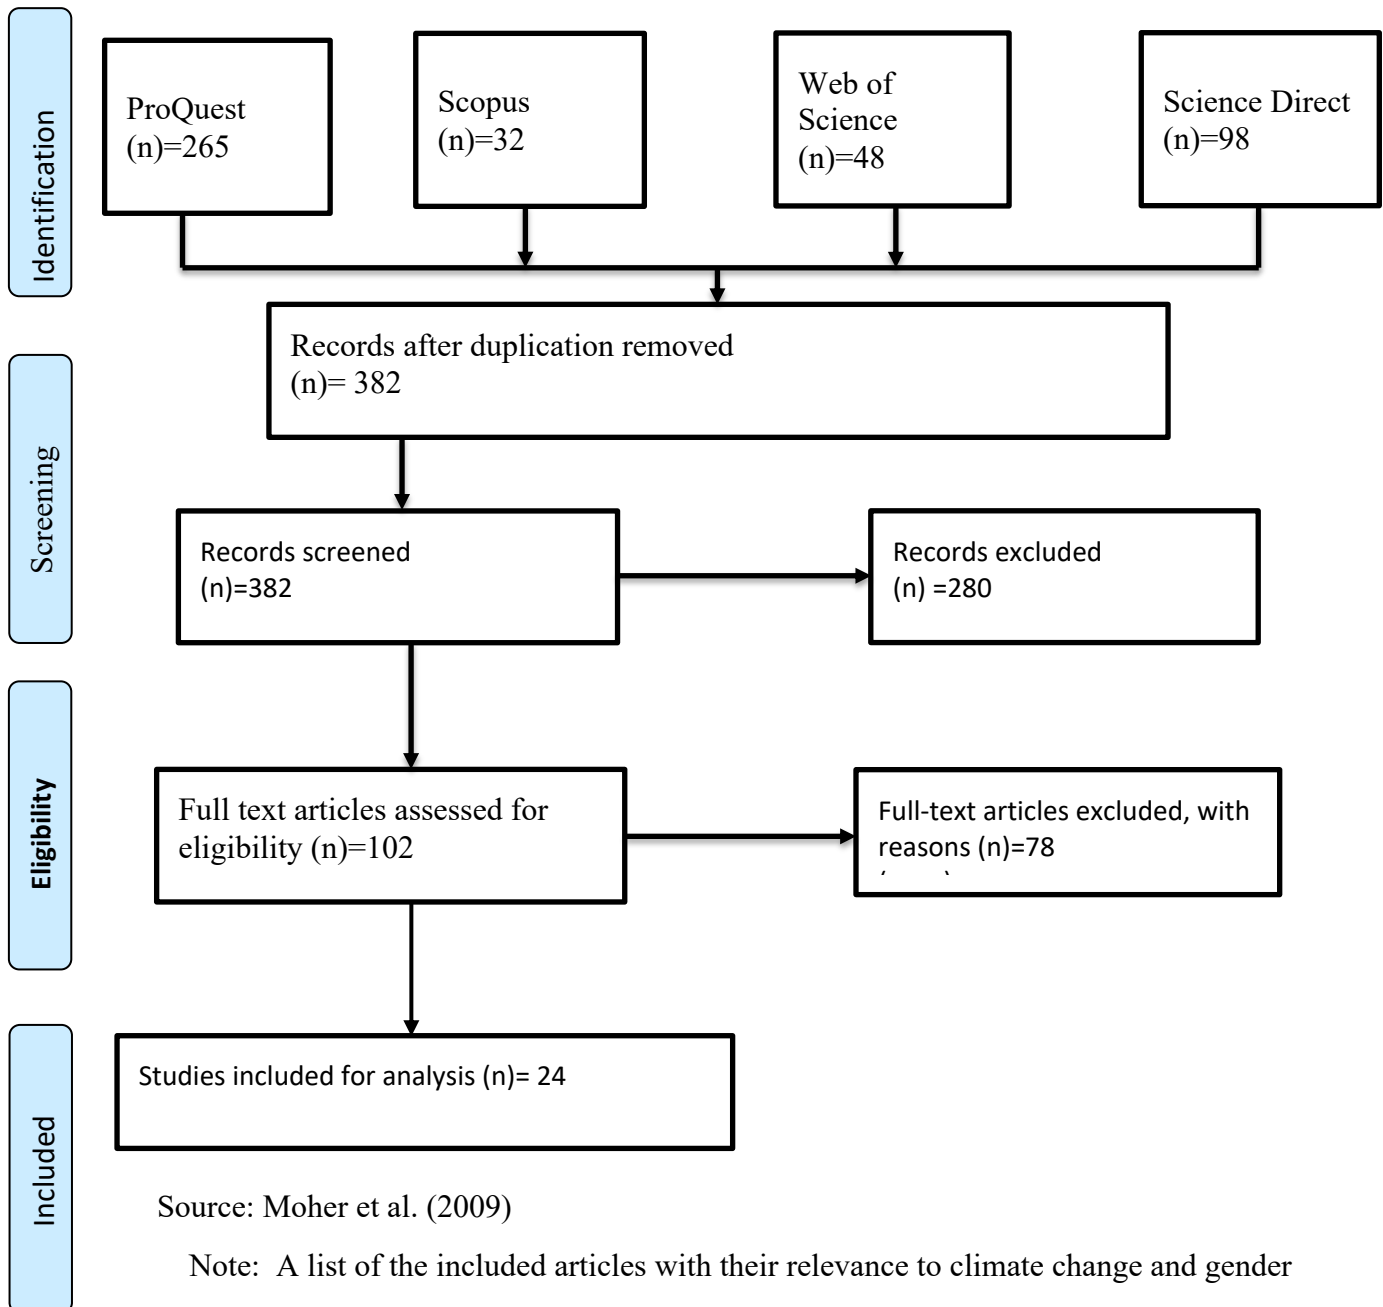 Identification
ProQuest
(n)=265
Scopus
(n)=32
Web of
Science
(n)=48
Science Direct
(n)=98
Records after duplication removed
(n)= 382
Screening
Records screened
(n)=382
Records excluded
(n) =280
Eligibility
Full text articles assessed for
eligibility (n)=102
Full-text articles excluded, with
reasons (n)=78
Included
Studies included for analysis (n)= 24
Source: Moher et al. (2009)
Note: A list of the included articles with their relevance to climate change and gender